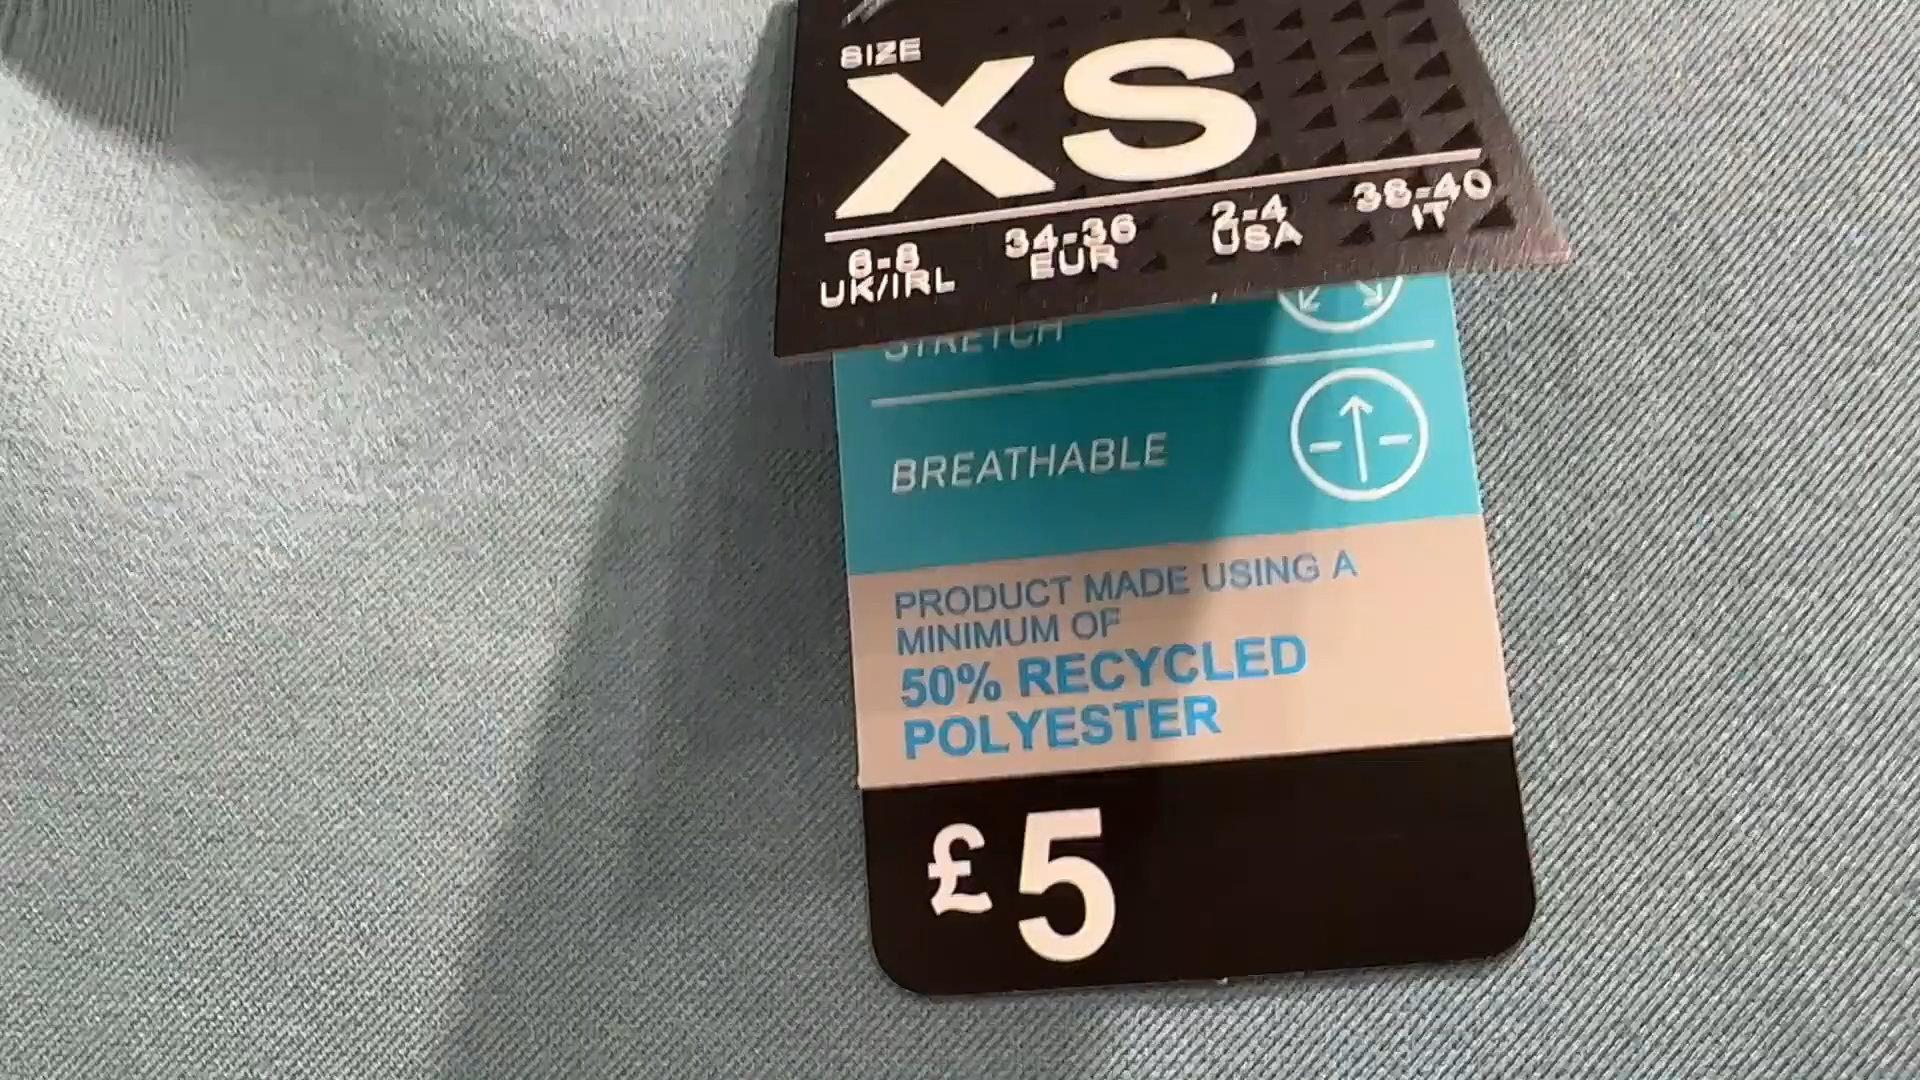 SIZE
XS
6-8 34-36 2-4 38-40
UK/IRL EUR USA IT
STRETCH
BREATHABLE
PRODUCT MADE USING A
MINIMUM OF
50% RECYCLED
POLYESTER
£5